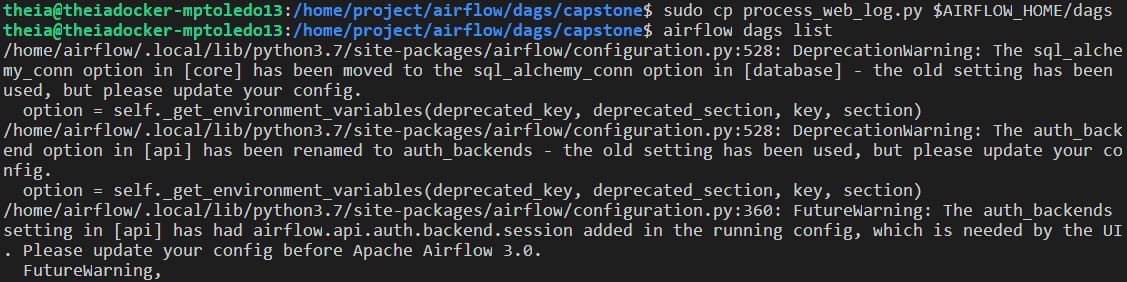 theia@theiadocker-mptoledo13:/home/project/airflow/dags/capstone$ sudo cp process_web_log.py $AIRFLOW_HOME/dags
theia@theiadocker-mptoledo13:/home/project/airflow/dags/capstone$ airflow dags list
/home/airflow/.local/lib/python3.7/site-packages/airflow/configuration.py:528: DeprecationWarning: The sql_alche
my_conn option in [core] has been moved to the sql_alchemy_conn option in [database] - the old setting has been
used, but please update your config.
  option = self._get_environment_variables(deprecated_key, deprecated_section, key, section)
/home/airflow/.local/lib/python3.7/site-packages/airflow/configuration.py:528: DeprecationWarning: The auth_back
end option in [api] has been renamed to auth_backends - the old setting has been used, but please update your co
nfig.
  option = self._get_environment_variables(deprecated_key, deprecated_section, key, section)
/home/airflow/.local/lib/python3.7/site-packages/airflow/configuration.py:360: FutureWarning: The auth_backends
setting in [api] has had airflow.api.auth.backend.session added in the running config, which is needed by the UI
. Please update your config before Apache Airflow 3.0.
  FutureWarning,